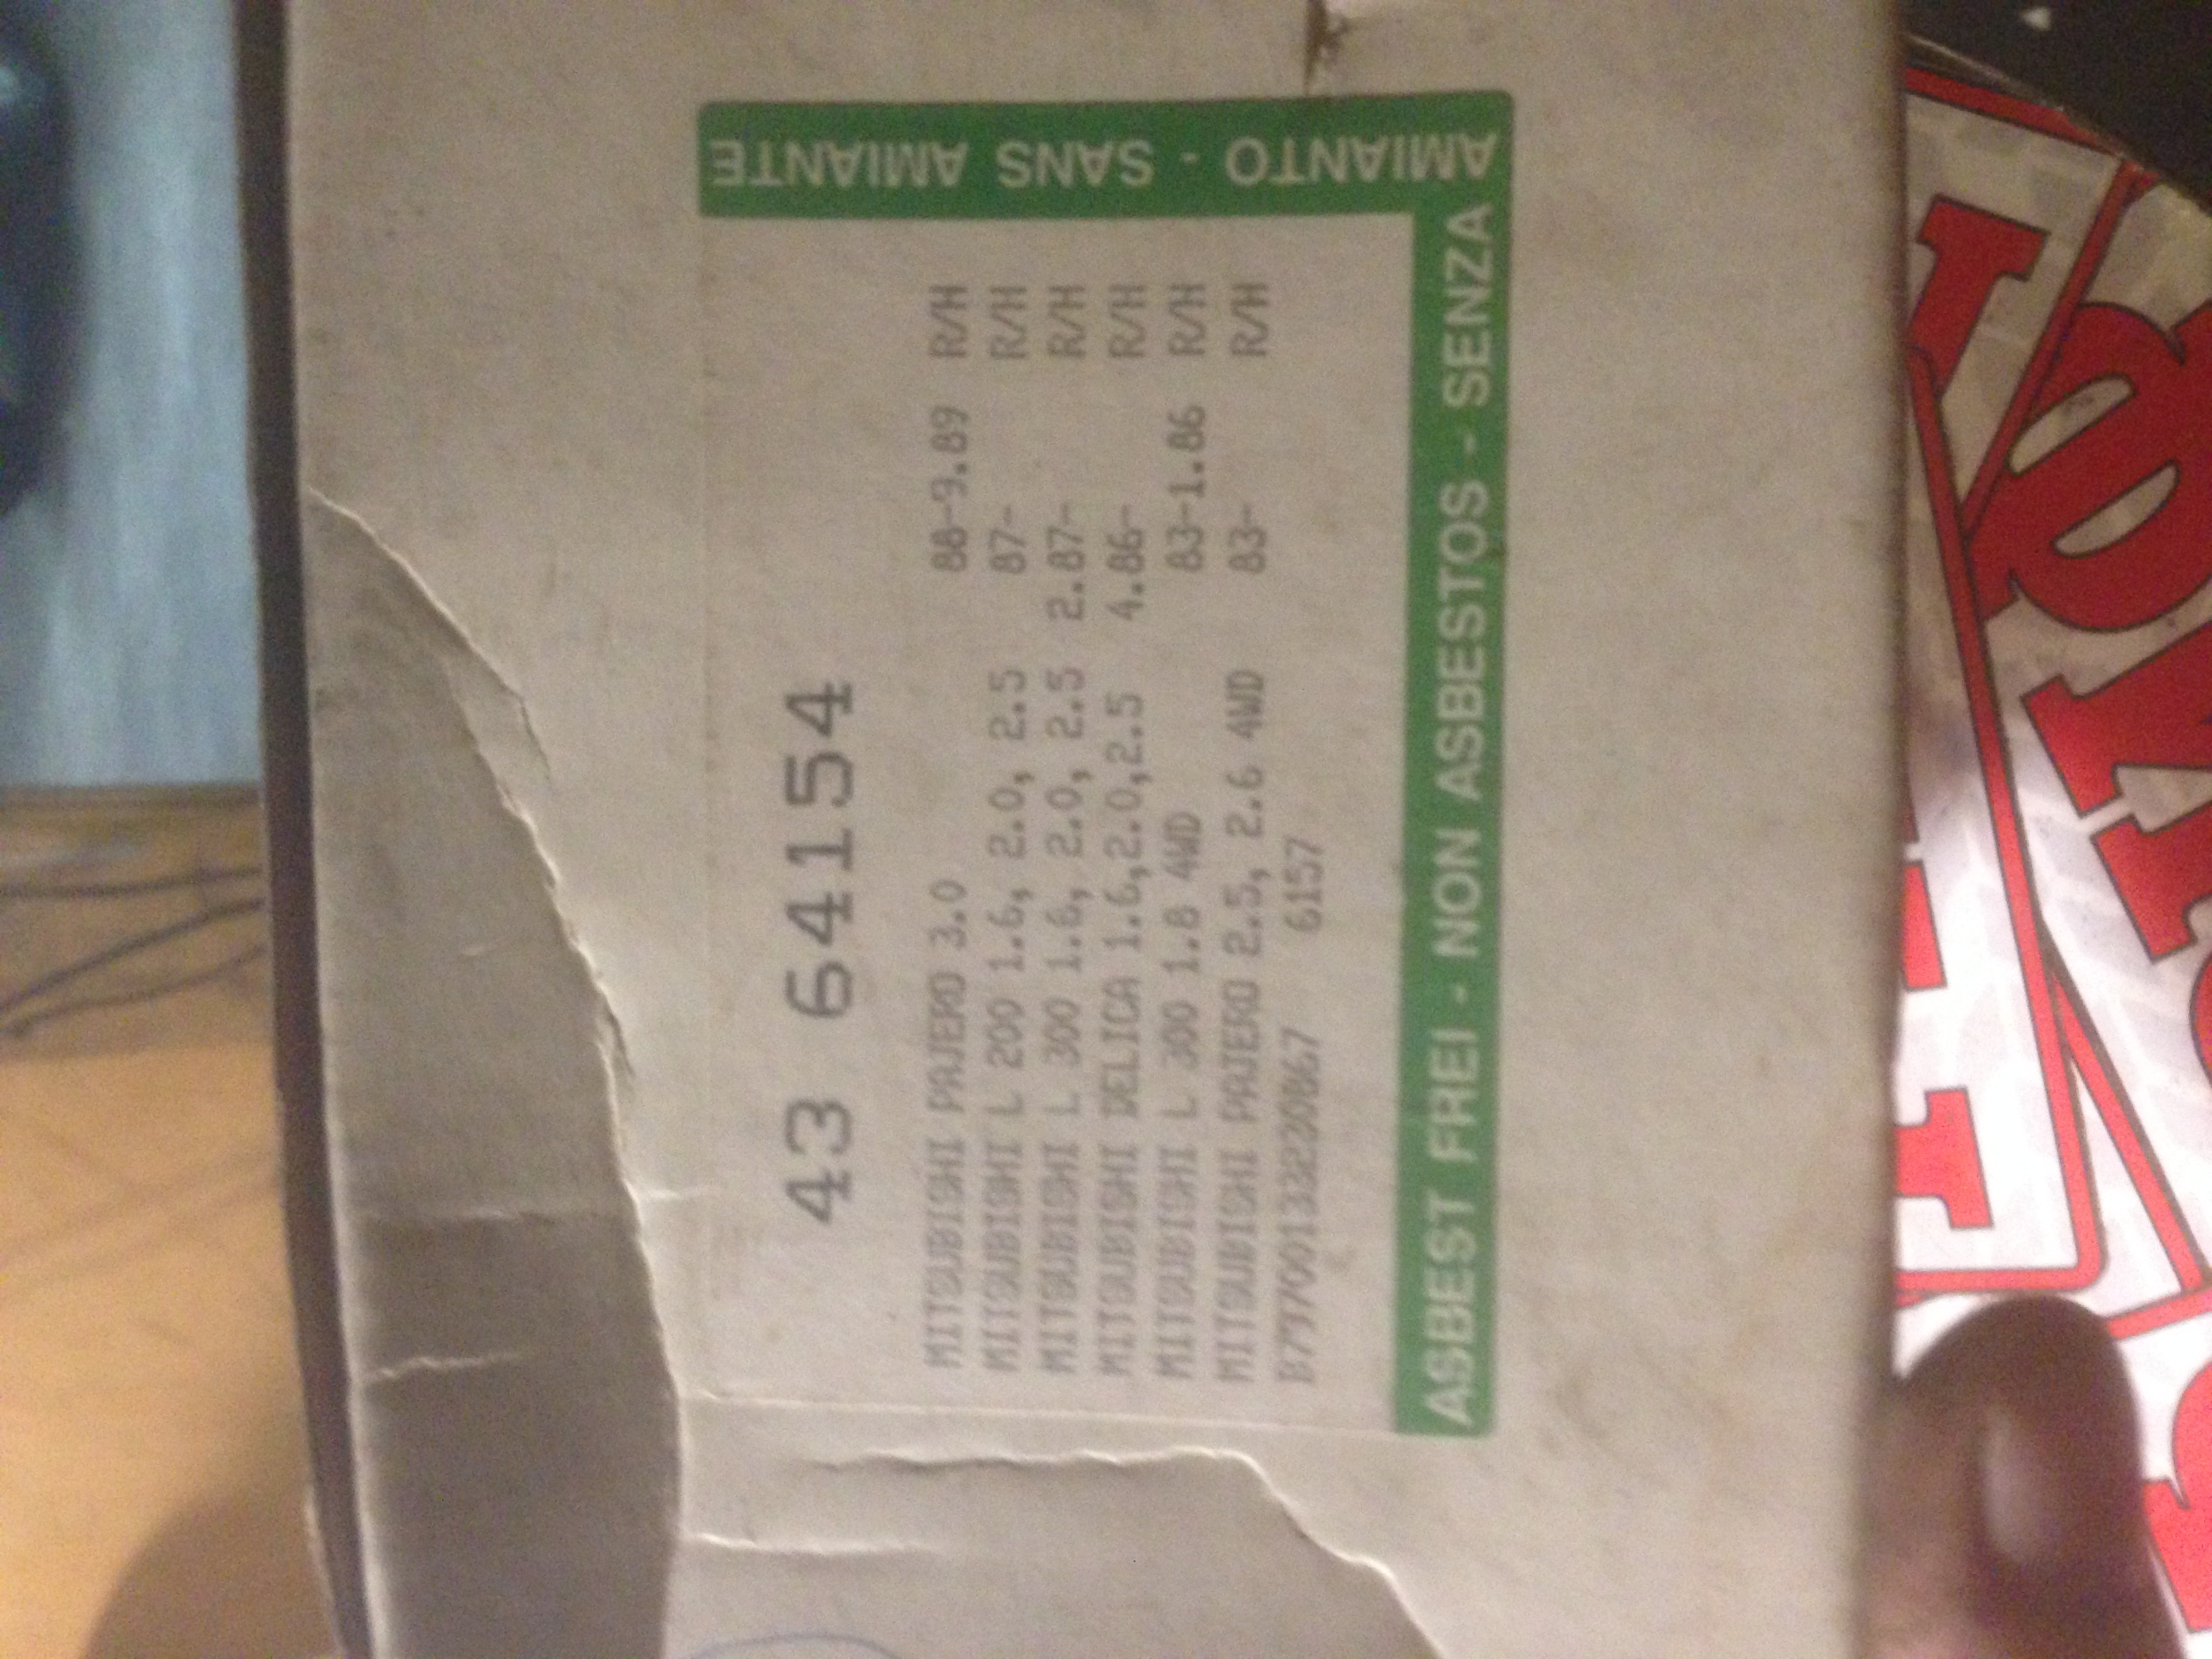 43 64154
MITSUBISHI PAJERO 3.0 88-9.89 R/H
MITSUBISHI L 200 1.6, 2.0, 2.5 87- R/H
MITSUBISHI L 300 1.6, 2.0, 2.5 2.87- R/H
MITSUBISHI DELICA 1.6,2.0,2.5 4.86- R/H
MITSUBISHI L 300 1.8 4WD 83-1.86 R/H
MITSUBISHI PAJERO 2.5, 2.6 4WD 83- R/H
6157
ASBEST FREI - NON ASBESTOS - SENZA
AMIANTO - SANS AMIANTE